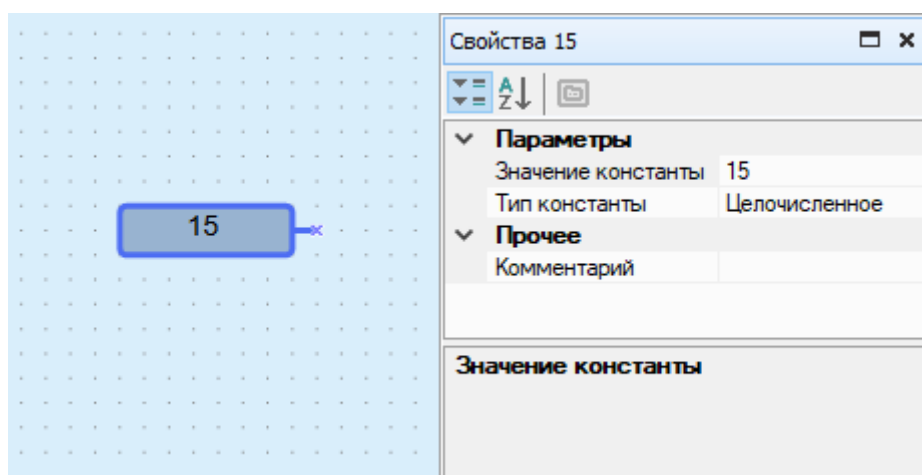 15
Свойства 15
Параметры
Значение константы 15
Тип константы Целочисленное
Прочее
Комментарий
Значение константы